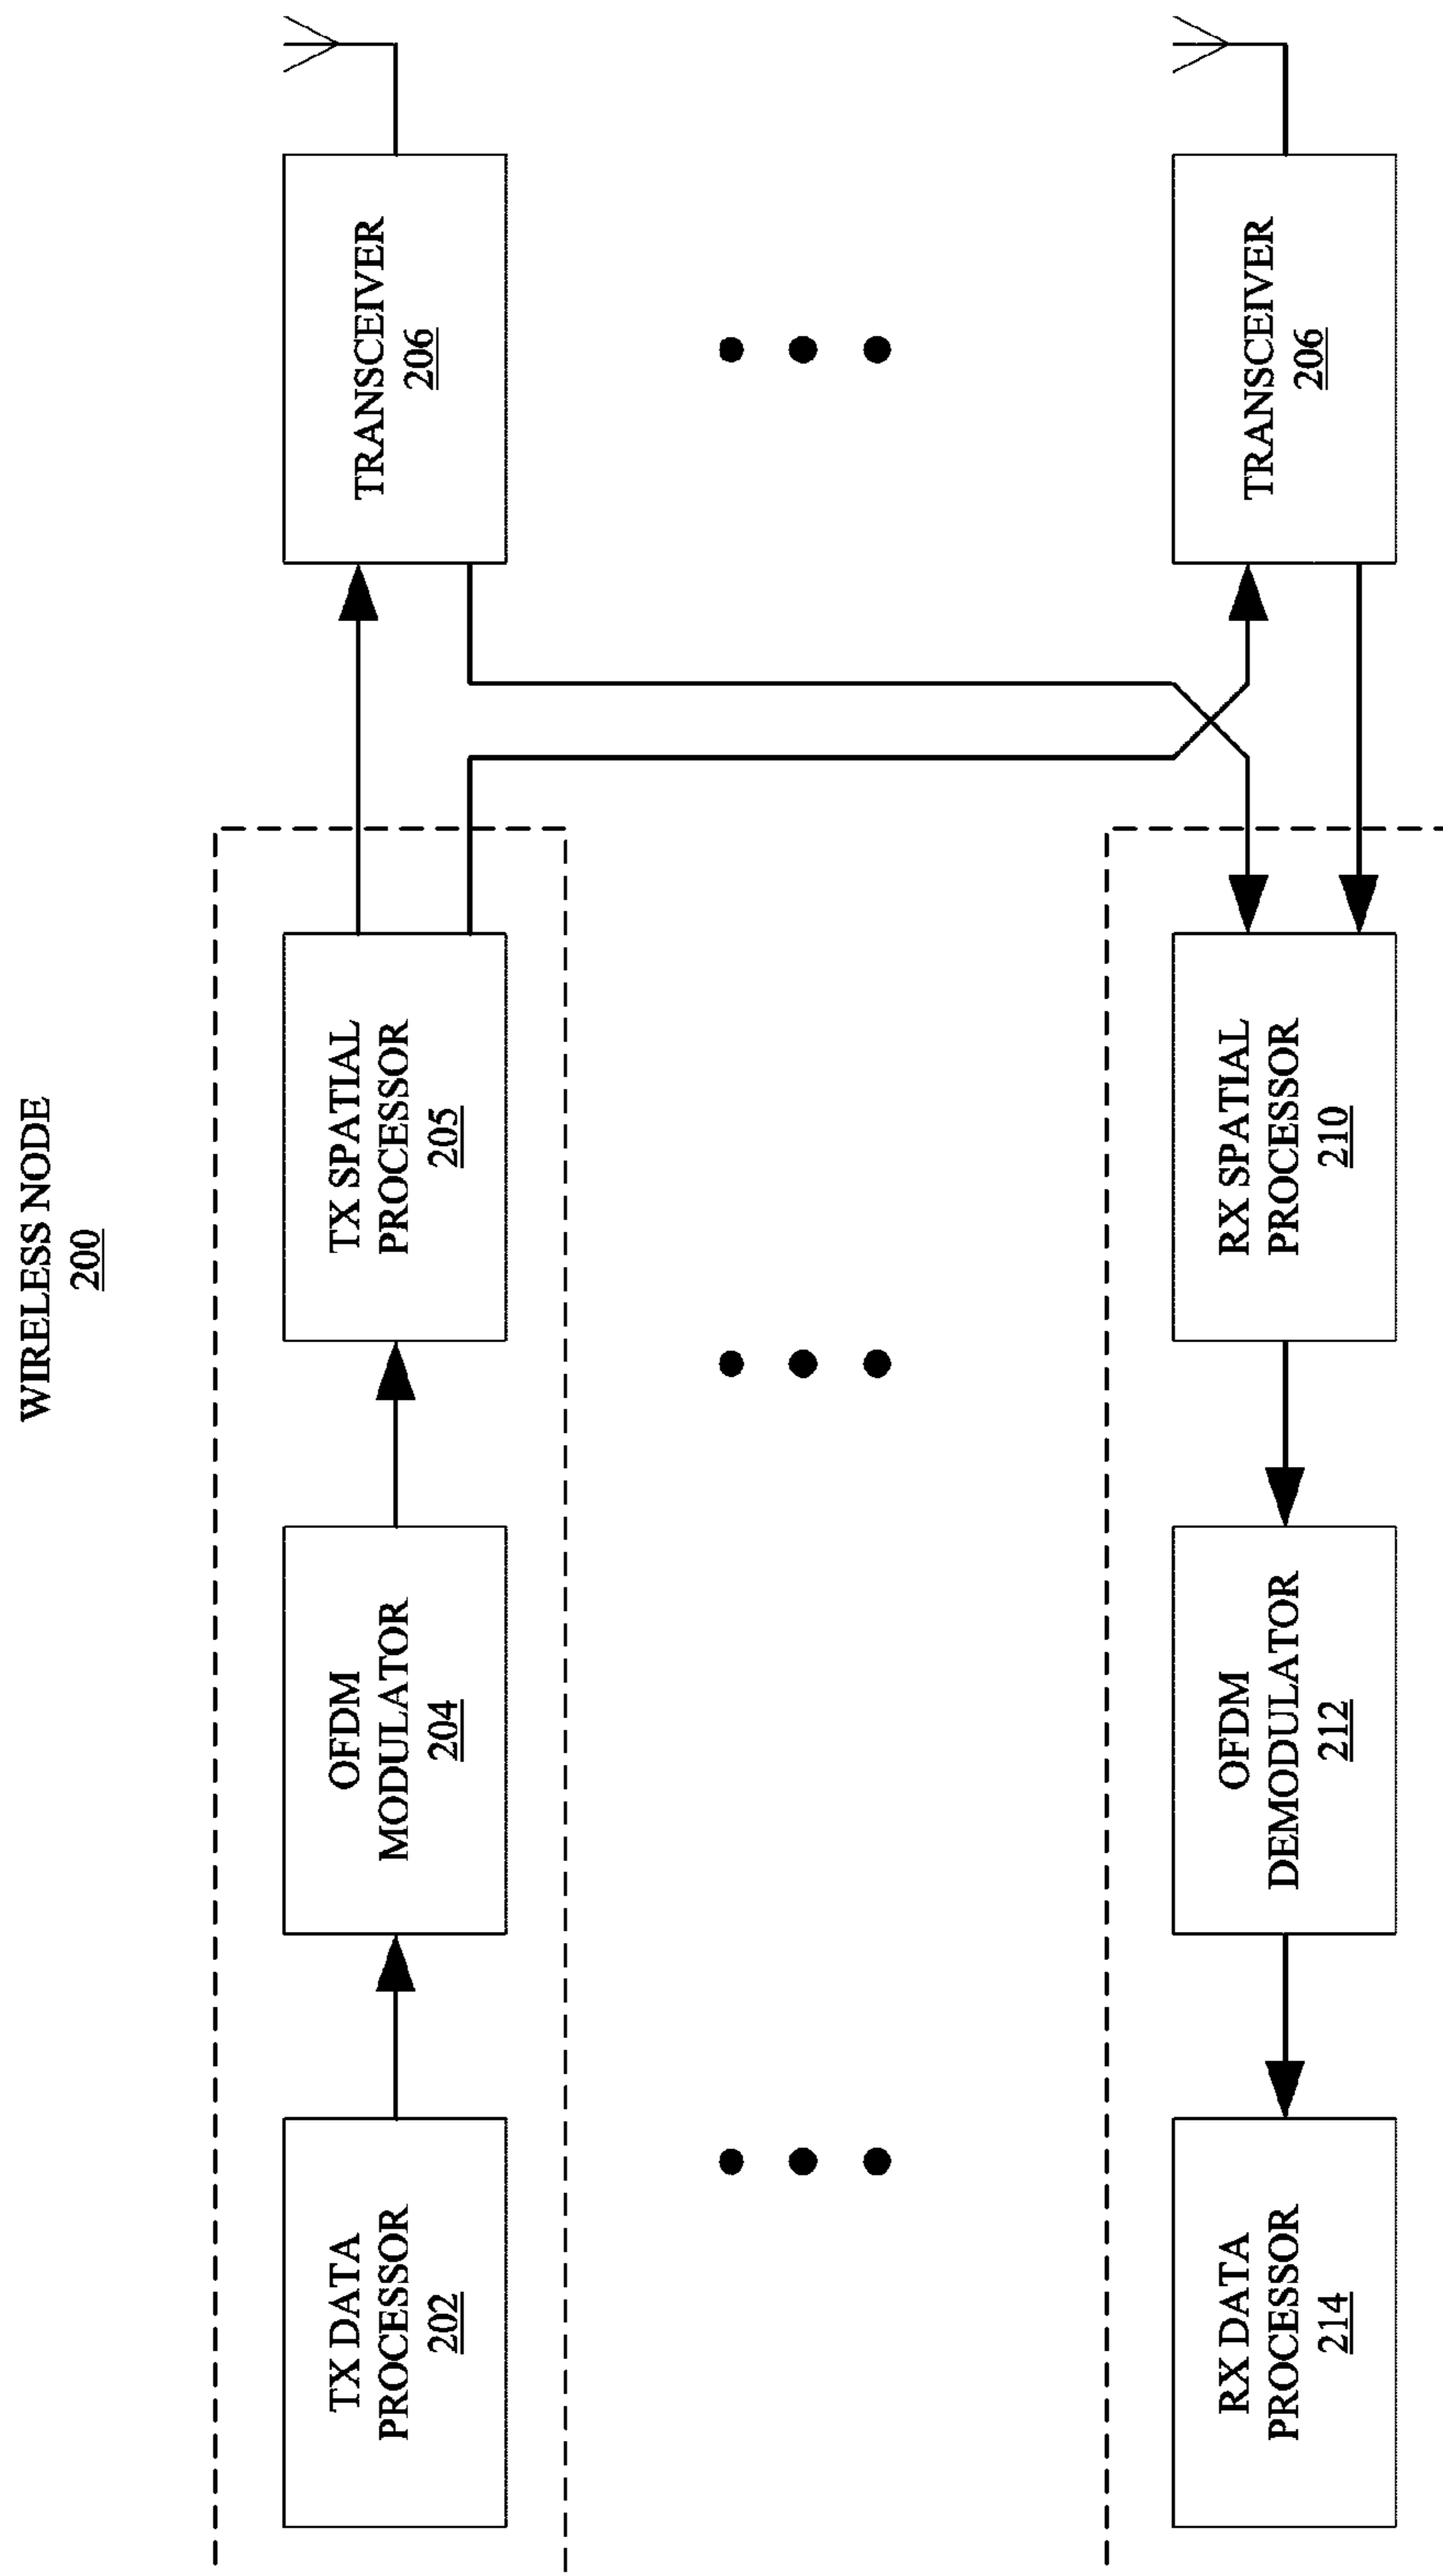 WIRELESS NODE
200
TX DATA
PROCESSOR
202
OFDM
MODULATOR
204
TX SPATIAL
PROCESSOR
205
TRANSCEIVER
206
RX DATA
PROCESSOR
214
OFDM
DEMODULATOR
212
RX SPATIAL
PROCESSOR
210
TRANSCEIVER
206